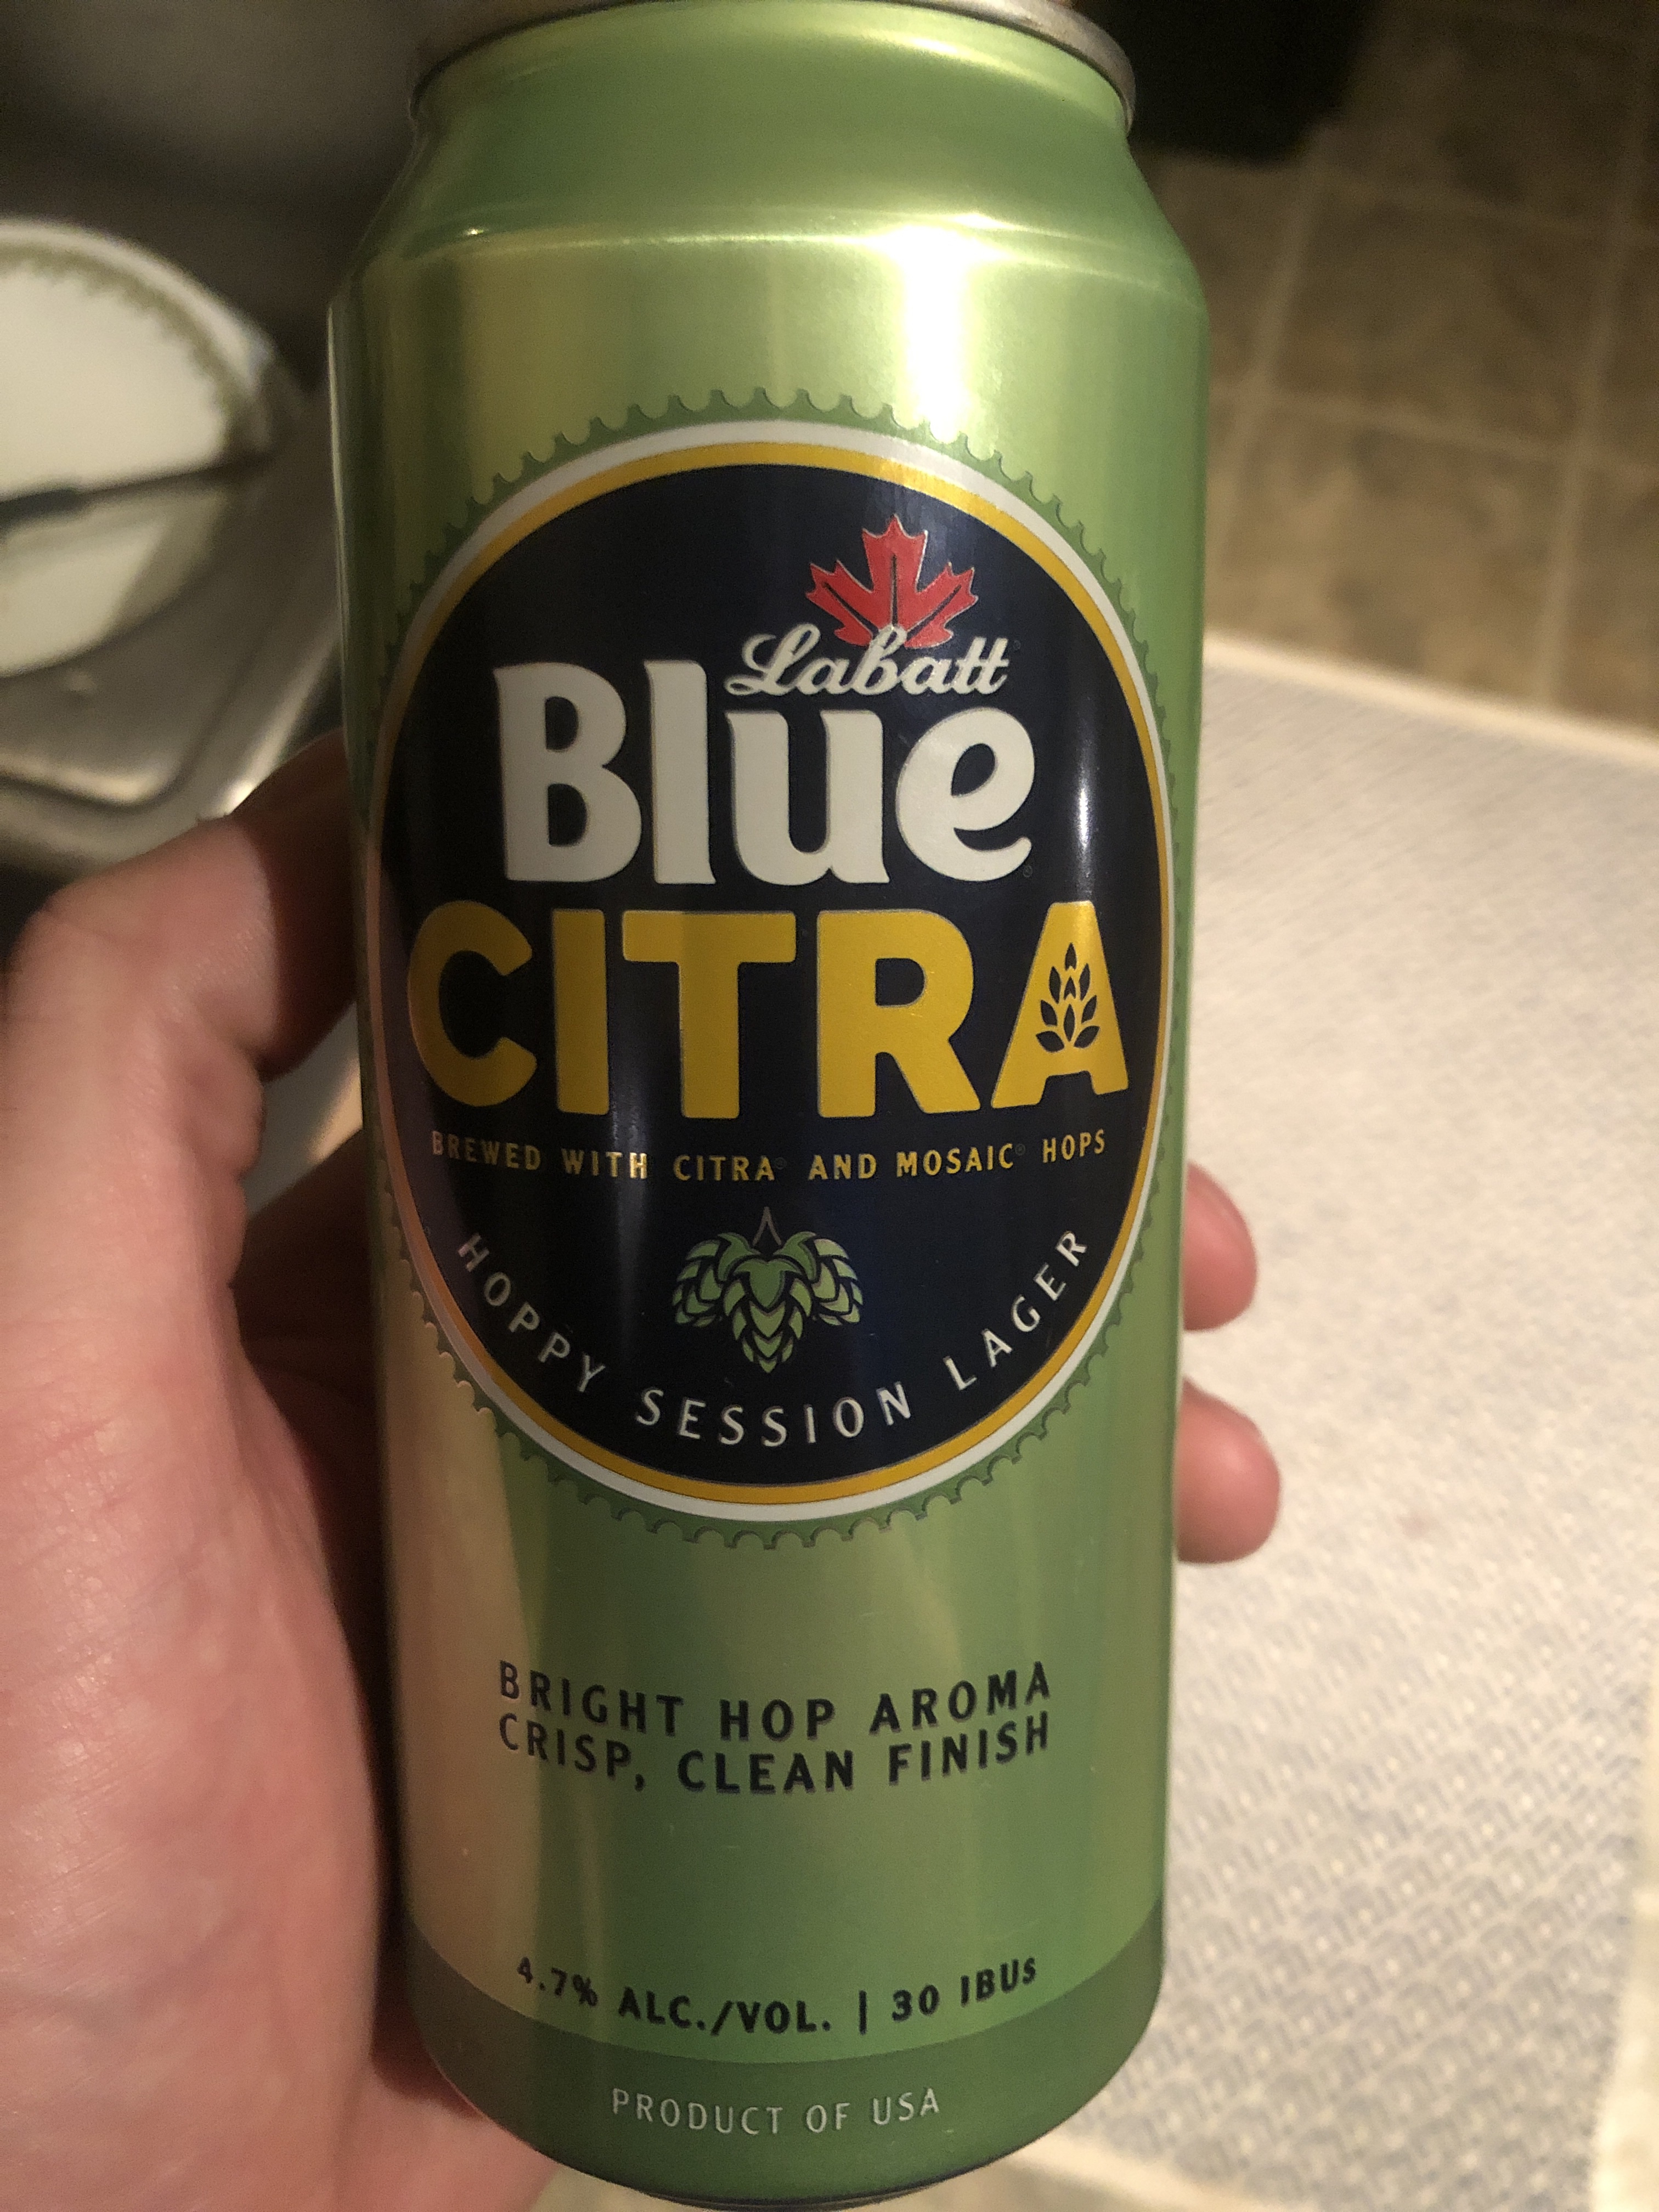 Labatt
Blue
CITRA
BREWED WITH CITRA® AND MOSAIC® HOPS
HOPPY SESSION LAGER
BRIGHT HOP AROMA
CRISP, CLEAN FINISH
4.7% ALC./VOL. | 30 IBUs
PRODUCT OF USA